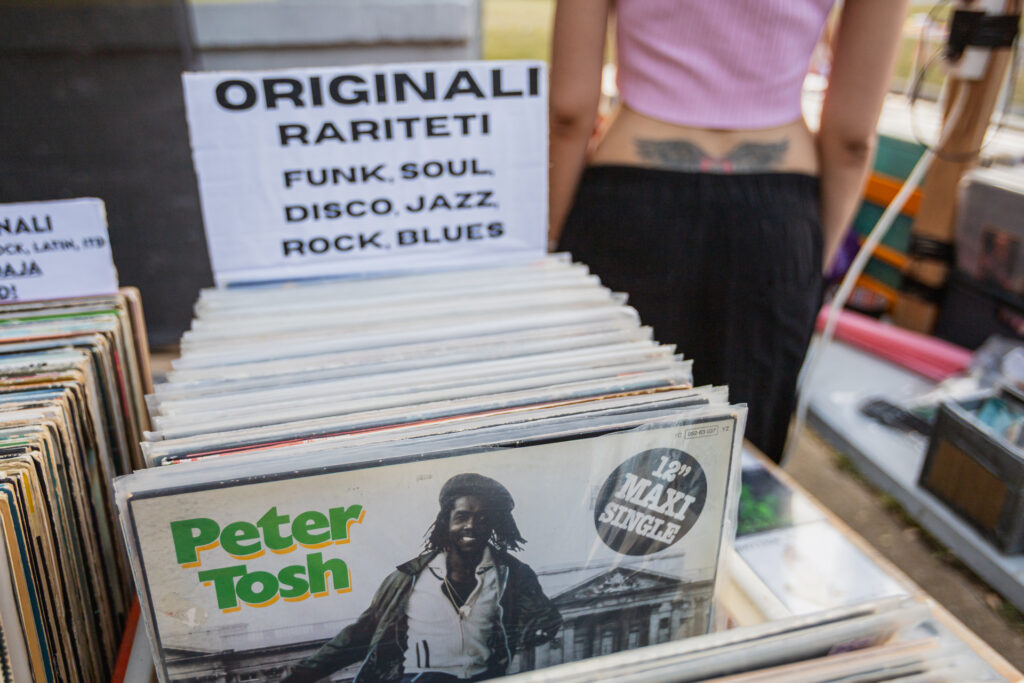 ORIGINALI
RARITETI
FUNK, SOUL,
DISCO, JAZZ,
ROCK, BLUES
NALI
OCK, LATIN, ITD
AJA
D!
Peter
Tosh
12"
MAXI
SINGLE